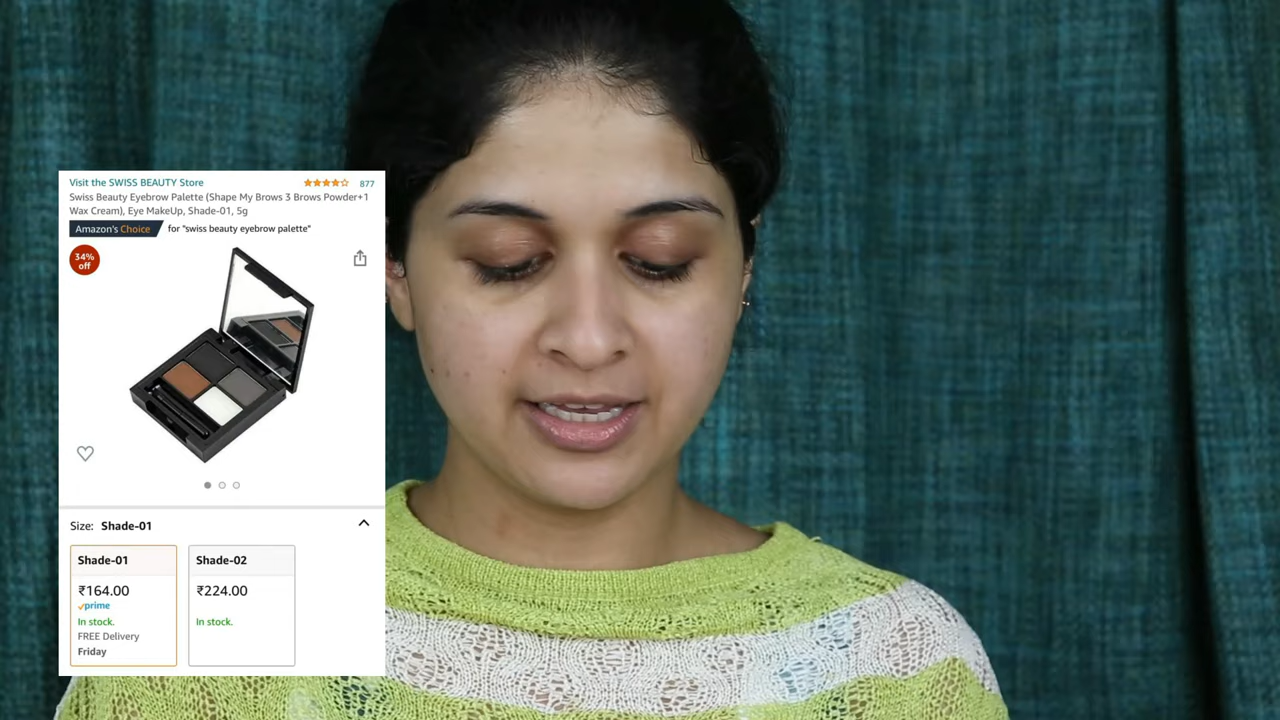 Visit the SWISS BEAUTY Store
877
Swiss Beauty Eyebrow Palette (Shape My Brows 3 Brows Powder+1
Wax Cream), Eye MakeUp, Shade-01, 5g
Amazon's Choice for "swiss beauty eyebrow palette"
34%
off
Size: Shade-01
Shade-01
₹164.00
prime
In stock.
FREE Delivery
Friday
Shade-02
₹224.00
In stock.